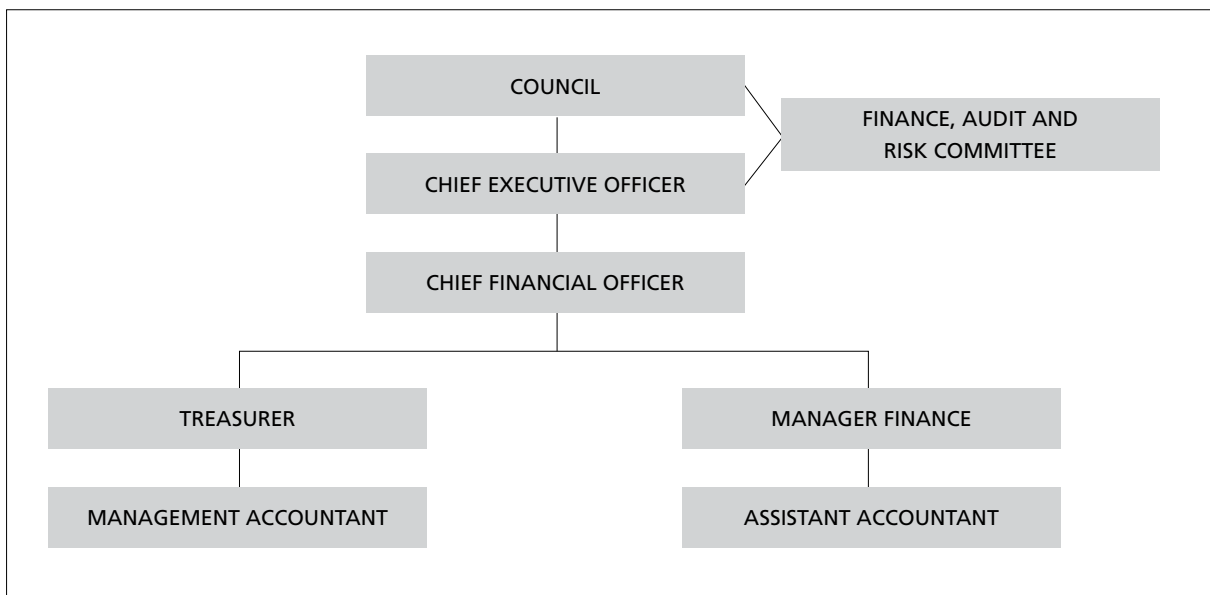 COUNCIL
FINANCE, AUDIT AND
RISK COMMITTEE
CHIEF EXECUTIVE OFFICER
CHIEF FINANCIAL OFFICER
TREASURER
MANAGER FINANCE
MANAGEMENT ACCOUNTANT
ASSISTANT ACCOUNTANT